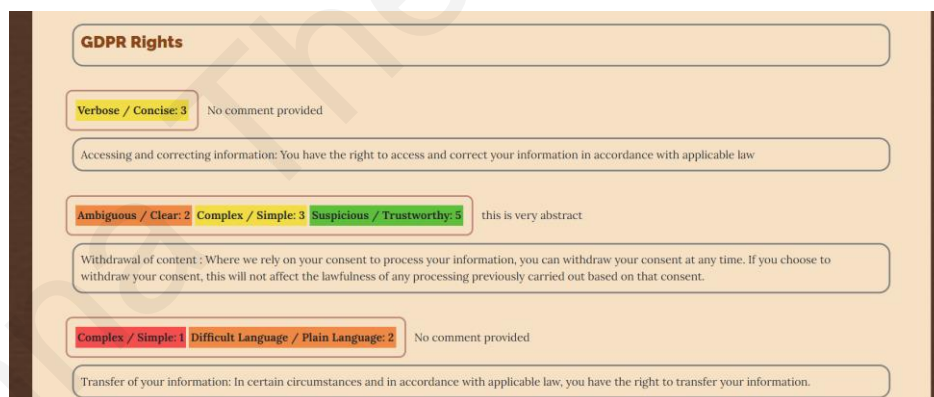 GDPR Rights
Verbose / Concise: 3 No comment provided
Accessing and correcting information: You have the right to access and correct your information in accordance with applicable law
Ambiguous / Clear: 2 Complex / Simple: 3 Suspicious / Trustworthy: 5 this is very abstract
Withdrawal of content : Where we rely on your consent to process your information, you can withdraw your consent at any time. If you choose to
withdraw your consent, this will not affect the lawfulness of any processing previously carried out based on that consent.
Complex / Simple: 1 Difficult Language / Plain Language: 2 No comment provided
Transfer of your information: In certain circumstances and in accordance with applicable law, you have the right to transfer your information.